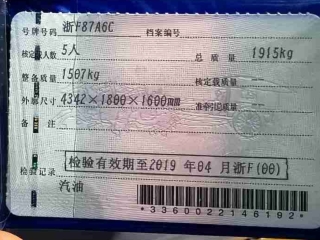 号牌号码 浙F87A6C 档案编号
核定载人数 5人 总质量 1915kg
整备质量 1507kg 核定载质量
外廓尺寸 4342×1800×1600mm 准牵引总质量
备注
检验有效期至2019 年 04 月浙F(00)
检验记录
汽油
*3360022148192*